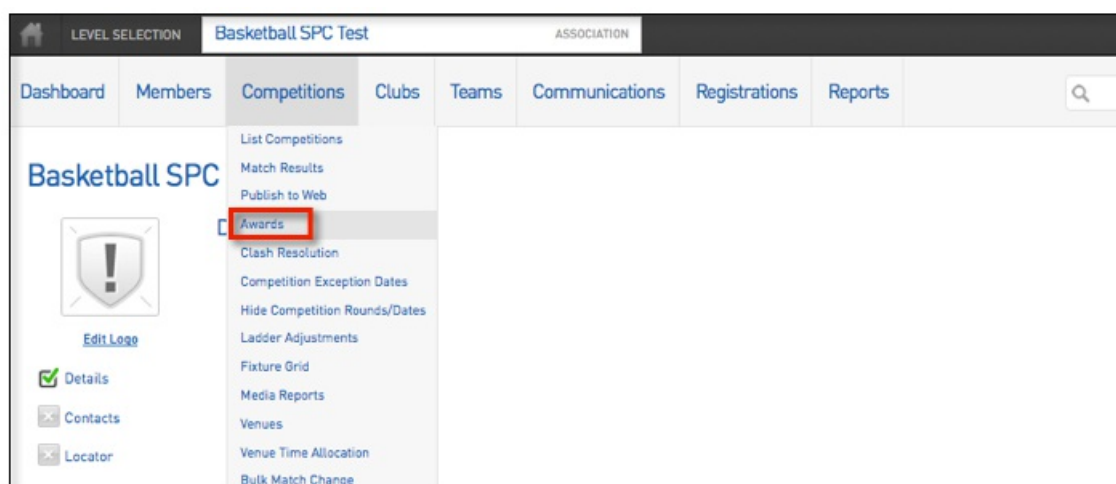 LEVEL SELECTION Basketball SPC Test ASSOCIATION
Dashboard Members Competitions Clubs Teams Communications Registrations Reports
List Competitions
Basketball SPC
Match Results
Publish to Web
Awards
Clash Resolution
Competition Exception Dates
Hide Competition Rounds/Dates
Edit Logo
Ladder Adjustments
Fixture Grid
Details
Media Reports
Contacts
Venues
Locator
Venue Time Allocation
Bulk Match Change